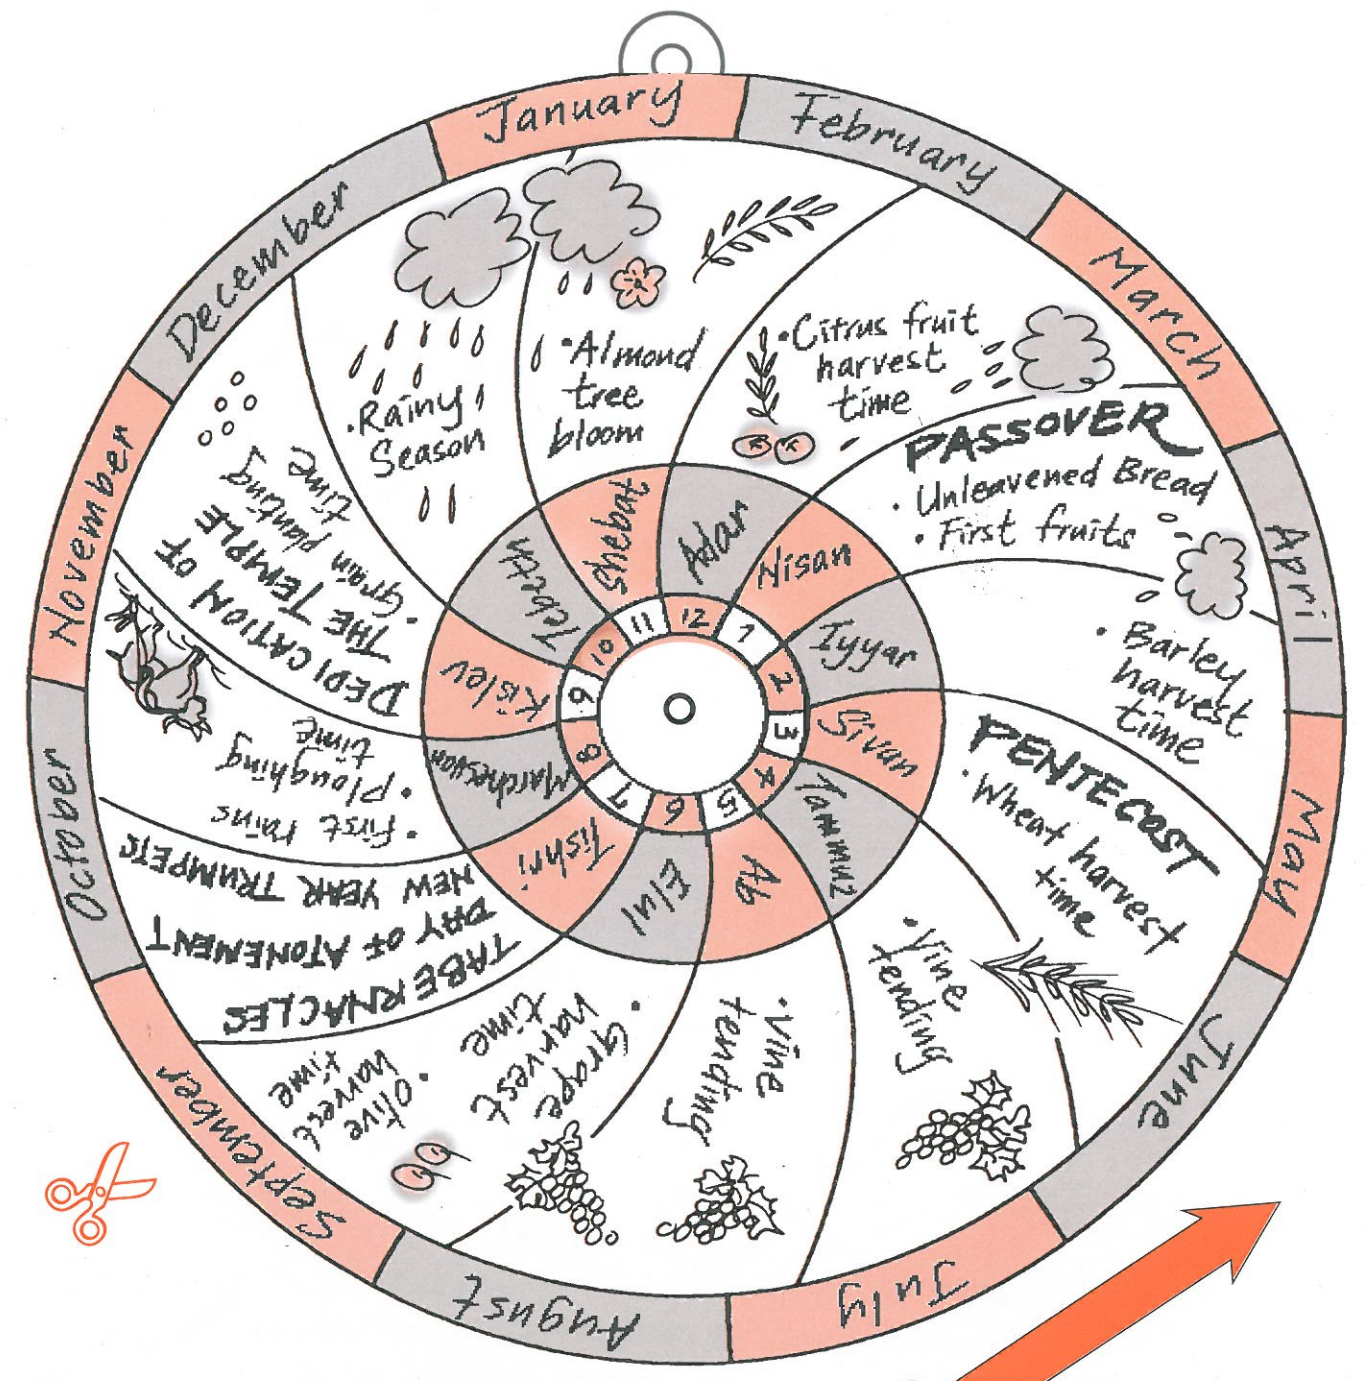 January
February
March
April
May
June
July
August
September
October
November
December
• Rainy
Season
• Almond
tree
bloom
• Citrus fruit
harvest
time
PASSOVER
• Unleavened Bread
• First fruits
• Barley
harvest
time
PENTECOST
• Wheat harvest
time
• Vine
tending
• Vine
tending
• Grape
harvest
time
• Olive
harvest
time
TABERNACLES
DAY OF ATONEMENT
NEW YEAR TRUMPETS
• First rains
• Ploughing
time
DEDICATION OF
THE TEMPLE
• Grain planting
time
Nisan
Iyyar
Sivan
Tammuz
Ab
Elul
Tishri
Marchesvan
Kislev
Tebeth
Shebat
Adar
1
2
3
4
5
6
7
8
9
10
11
12